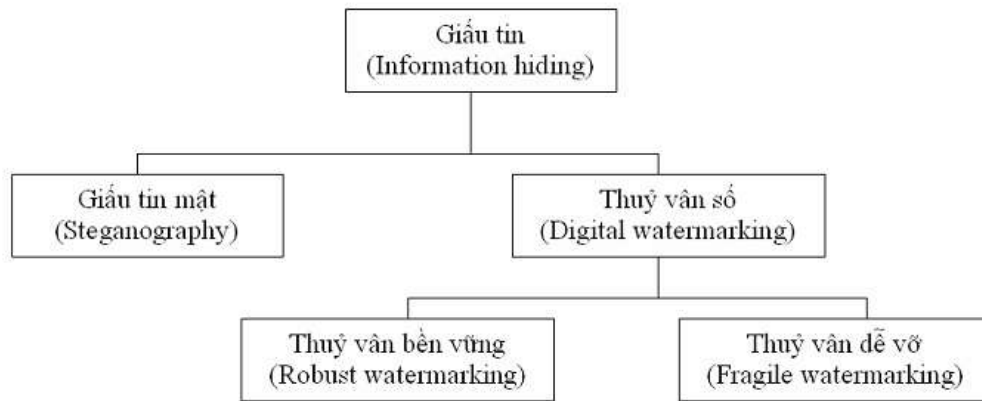 Giấu tin
(Information hiding)
Giấu tin mật
(Steganography)
Thuỷ vân số
(Digital watermarking)
Thuỷ vân bền vững
(Robust watermarking)
Thuỷ vân dễ vỡ
(Fragile watermarking)